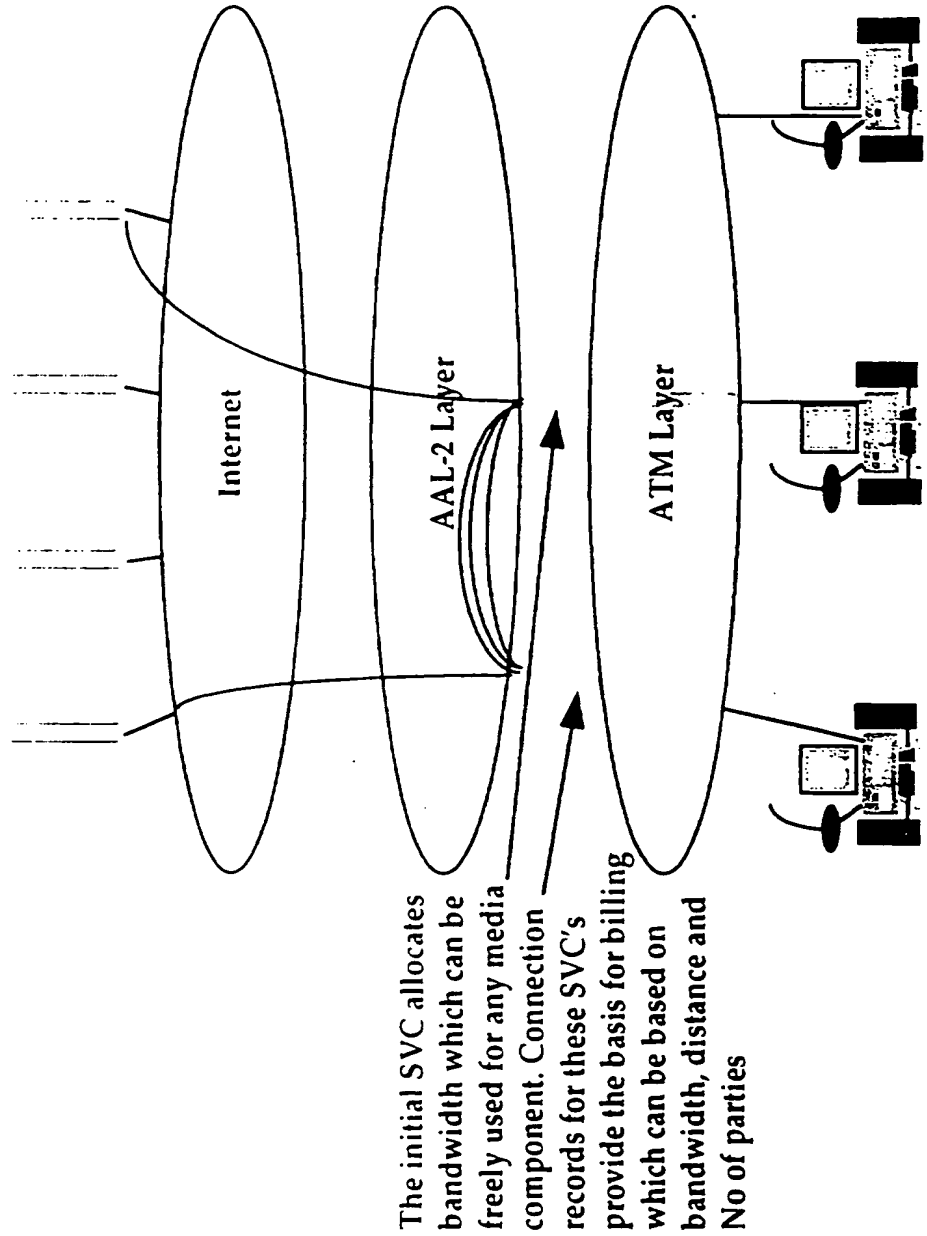 Internet
AAL-2 Layer
ATM Layer
The initial SVC allocates
bandwidth which can be
freely used for any media
component. Connection
records for these SVC's
provide the basis for billing
which can be based on
bandwidth, distance and
No of parties